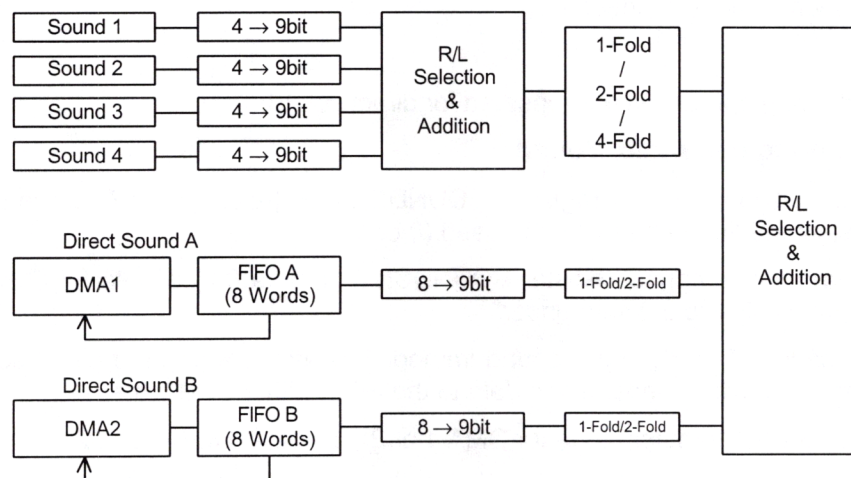 Sound 1
4 → 9bit
Sound 2
4 → 9bit
Sound 3
4 → 9bit
Sound 4
4 → 9bit
R/L
Selection
&
Addition
1-Fold
/
2-Fold
/
4-Fold
R/L
Selection
&
Addition
Direct Sound A
DMA1
FIFO A
(8 Words)
8 → 9bit
1-Fold/2-Fold
Direct Sound B
DMA2
FIFO B
(8 Words)
8 → 9bit
1-Fold/2-Fold